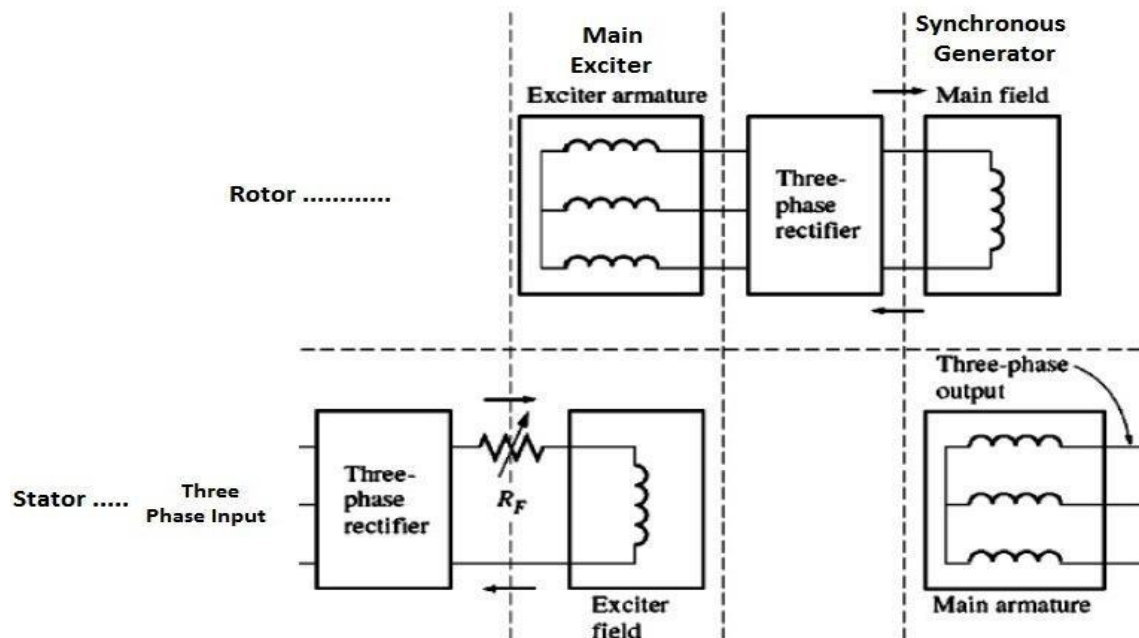 Main
Exciter
Exciter armature
Synchronous
Generator
Main field
Rotor ............
Three-
phase
rectifier
Three-phase
output
Stator .....
Three
Phase Input
Three-
phase
rectifier
R_F
Exciter
field
Main armature